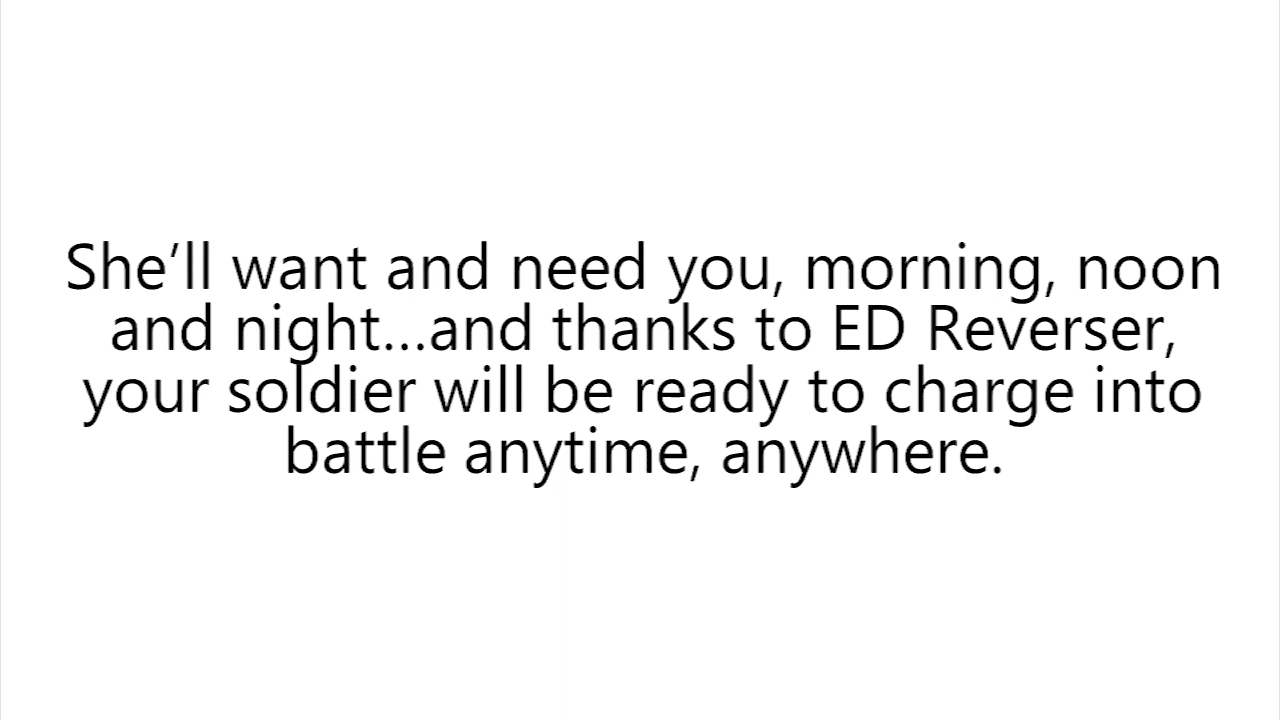 She’ll want and need you, morning, noon
and night...and thanks to ED Reverser,
your soldier will be ready to charge into
battle anytime, anywhere.